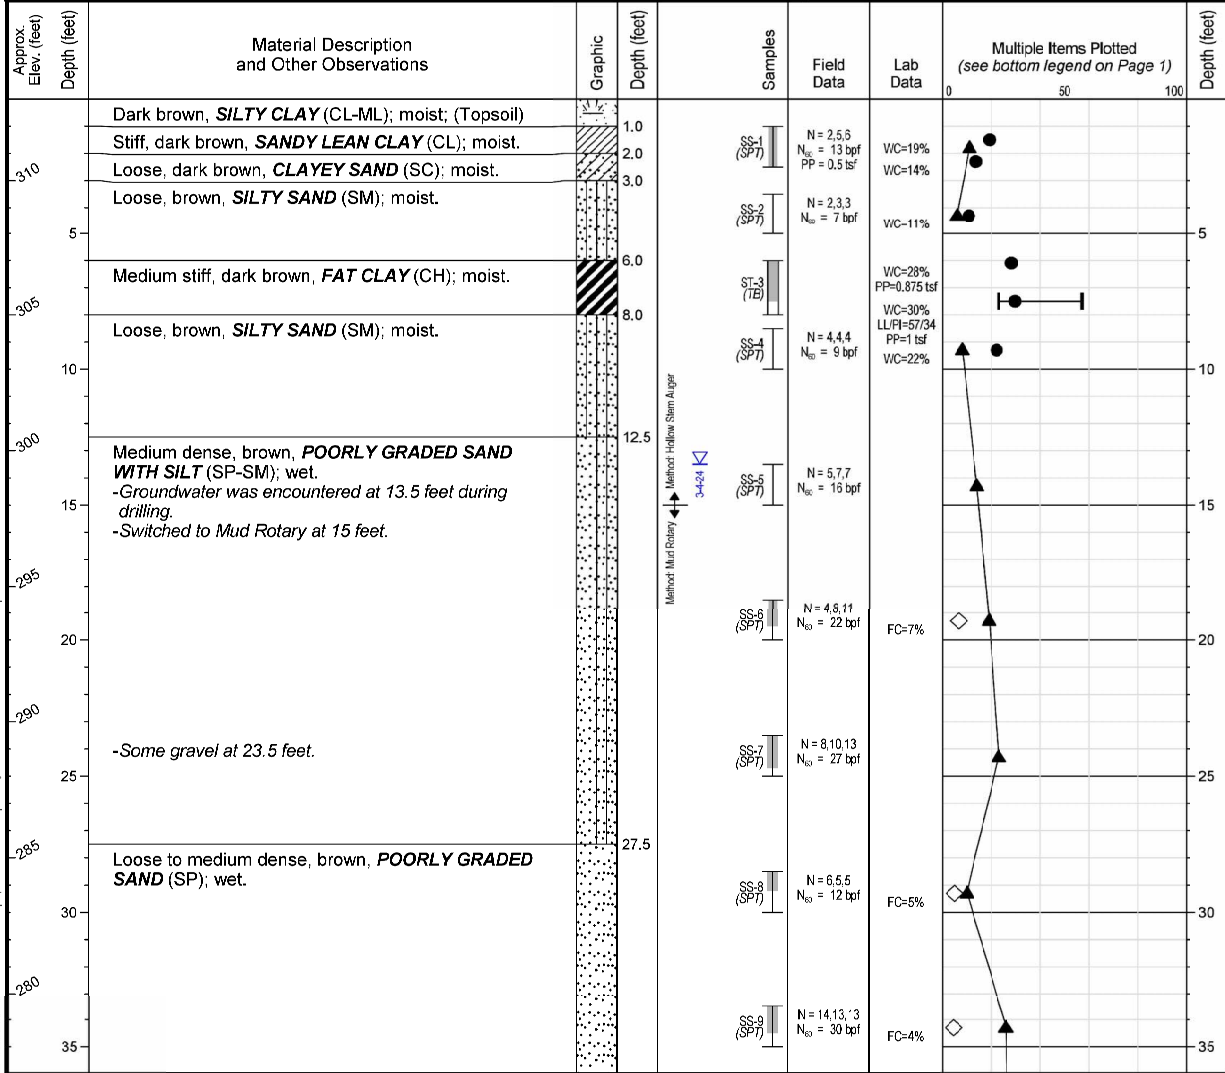 Approx.
Elev. (feet)
Depth (feet)
Material Description
and Other Observations
Graphic
Depth (feet)
Samples
Field
Data
Lab
Data
Multiple Items Plotted
(see bottom legend on Page 1)
0 50 100
Depth (feet)
Dark brown, SILTY CLAY (CL-ML); moist; (Topsoil)
1.0
Stiff, dark brown, SANDY LEAN CLAY (CL); moist.
2.0
Loose, dark brown, CLAYEY SAND (SC); moist.
3.0
Loose, brown, SILTY SAND (SM); moist.
6.0
Medium stiff, dark brown, FAT CLAY (CH); moist.
8.0
Loose, brown, SILTY SAND (SM); moist.
12.5
Medium dense, brown, POORLY GRADED SAND
WITH SILT (SP-SM); wet.
-Groundwater was encountered at 13.5 feet during
drilling.
-Switched to Mud Rotary at 15 feet.
-Some gravel at 23.5 feet.
27.5
Loose to medium dense, brown, POORLY GRADED
SAND (SP); wet.
310
305
300
295
290
285
280
5
10
15
20
25
30
35
Method: Mud Rotary
Method: Hollow Stem Auger
3-4-24
SS-1
(SPT)
N = 2,5,6
N60 = 13 bpf
PP = 0.5 tsf
WC=19%
WC=14%
SS-2
(SPT)
N = 2,3,3
N60 = 7 bpf
WC=11%
ST-3
(TB)
WC=28%
PP=0.875 tsf
WC=30%
LL/PI=57/34
PP=1 tsf
SS-4
(SPT)
N = 4,4,4
N60 = 9 bpf
WC=22%
SS-5
(SPT)
N = 5,7,7
N60 = 16 bpf
SS-6
(SPT)
N = 4,8,11
N60 = 22 bpf
FC=7%
SS-7
(SPT)
N = 8,10,13
N60 = 27 bpf
SS-8
(SPT)
N = 6,5,5
N60 = 12 bpf
FC=5%
SS-9
(SPT)
N = 14,13,13
N60 = 30 bpf
FC=4%
5
10
15
20
25
30
35